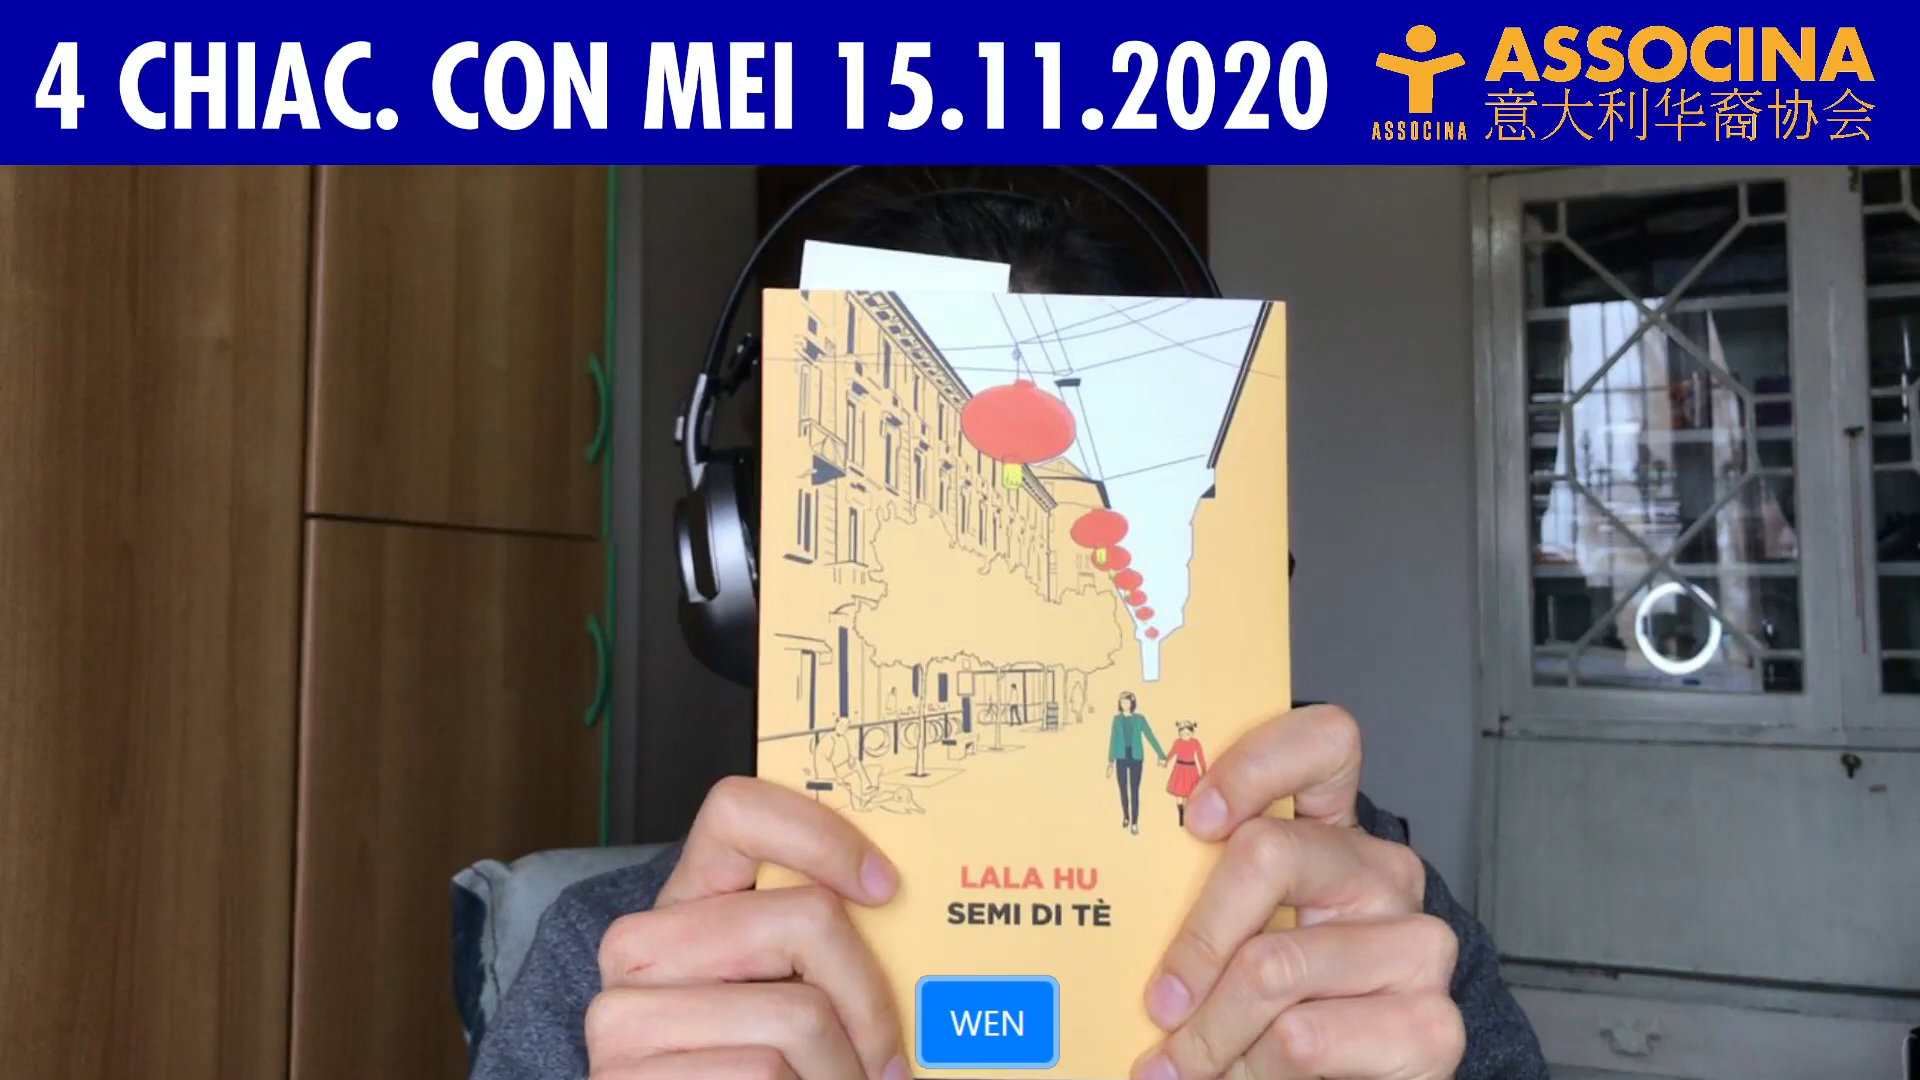 4 CHIAC. CON MEI 15.11.2020
ASSOCINA
ASSOCINA
意大利华裔协会
LALA HU
SEMI DI TÈ
WEN